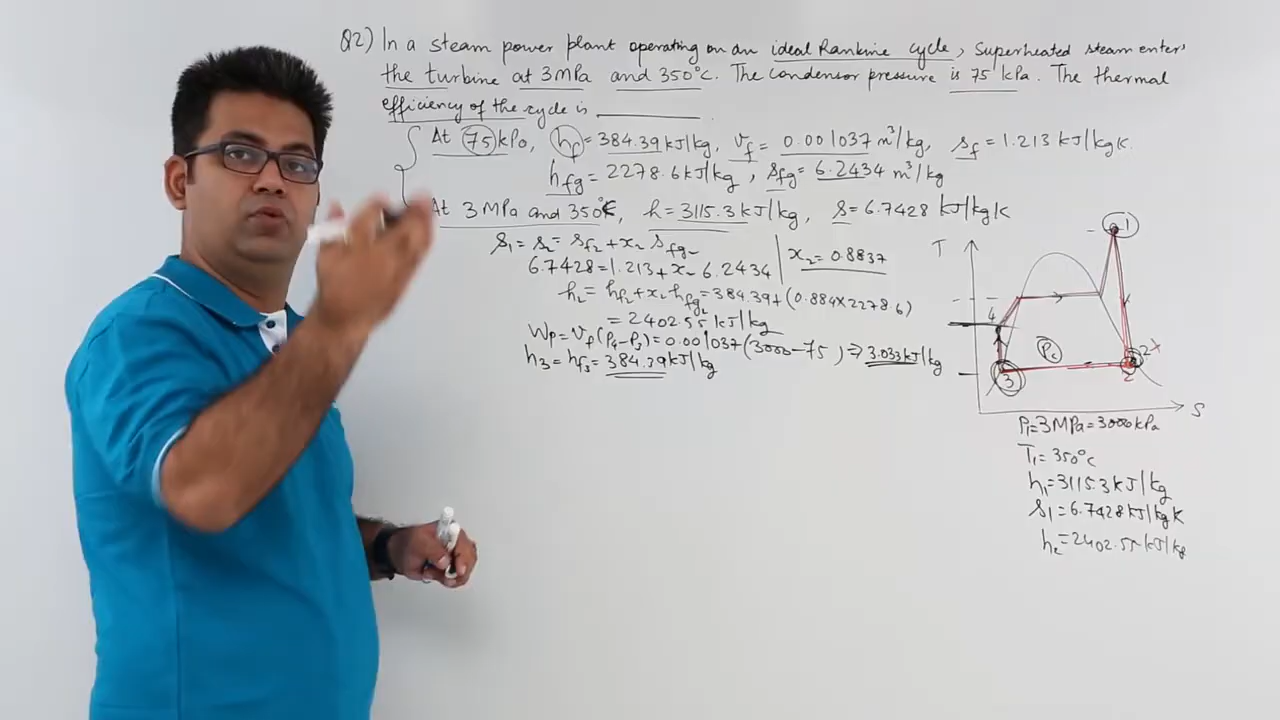 Q2) In a steam power plant operating on an ideal Rankine cycle, Superheated steam enters
the turbine at 3MPa and 350°C. The condensor pressure is 75 kPa. The thermal
efficiency of the cycle is ________
At 75 kPa, hf = 384.39 kJ/kg, vf = 0.001037 m³/kg, sf = 1.213 kJ/kgK.
hfg = 2278.6 kJ/kg, sfg = 6.2434 m³/kg
At 3 MPa and 350°C, h = 3115.3 kJ/kg, s = 6.7428 kJ/kgK
s1 = s2 = sf2 + x2 sfg2
6.7428 = 1.213 + x 6.2434 | x2 = 0.8837
h2 = hf2 + x2 hfg2 = 384.39 + (0.884×2278.6)
= 2402.55 kJ/kg
Wp = vf (P4 - P3) = 0.001037 (3000 - 75) ⇒ 3.033 kJ/kg
h3 = hf3 = 384.39 kJ/kg
T
1
4
Pc
3
2
2
S
P1 = 3MPa = 3000 kPa
T1 = 350°C
h1 = 3115.3 kJ/kg
s1 = 6.7428 kJ/kgK
h2 = 2402.55 kJ/kg